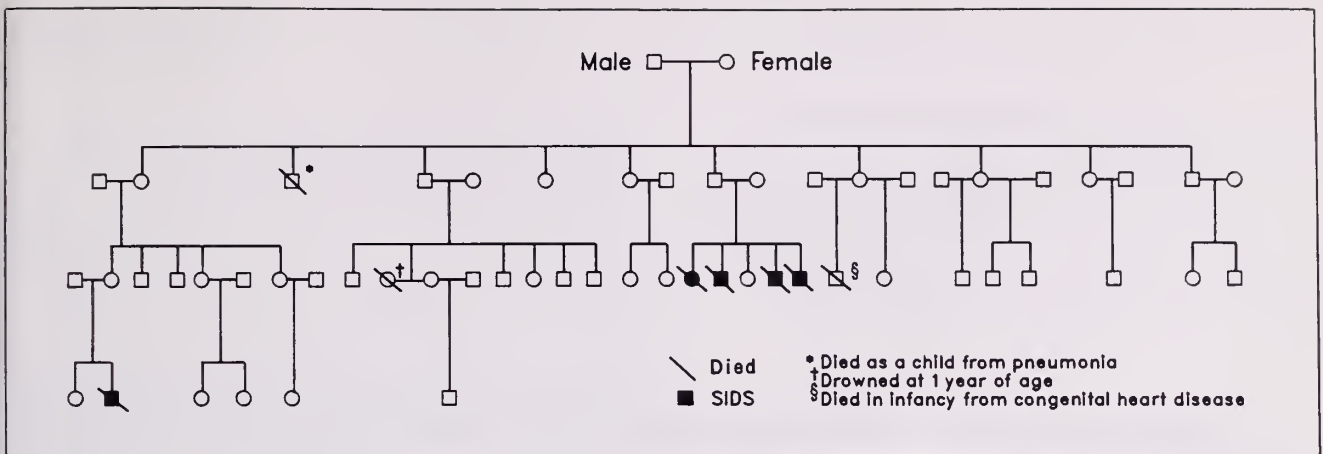 Male Female
*
†
§
Died
SIDS
* Died as a child from pneumonia
† Drowned at 1 year of age
§ Died in infancy from congenital heart disease